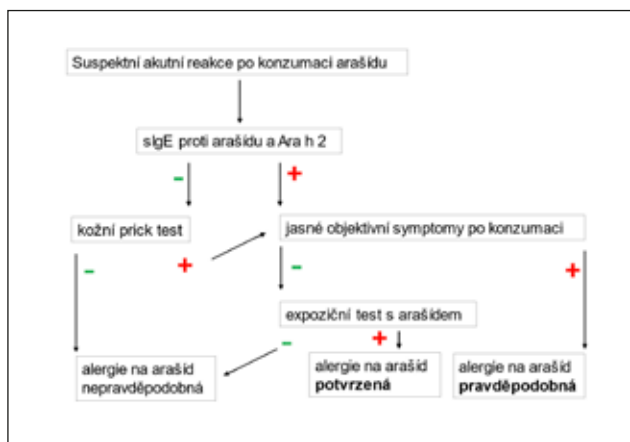 Suspektní akutní reakce po konzumaci arašídu
sIgE proti arašídu a Ara h 2
–
+
kožní prick test
jasné objektivní symptomy po konzumaci
–
+
–
+
expoziční test s arašídem
–
+
alergie na arašíd
nepravděpodobná
alergie na arašíd
potvrzená
alergie na arašíd
pravděpodobná